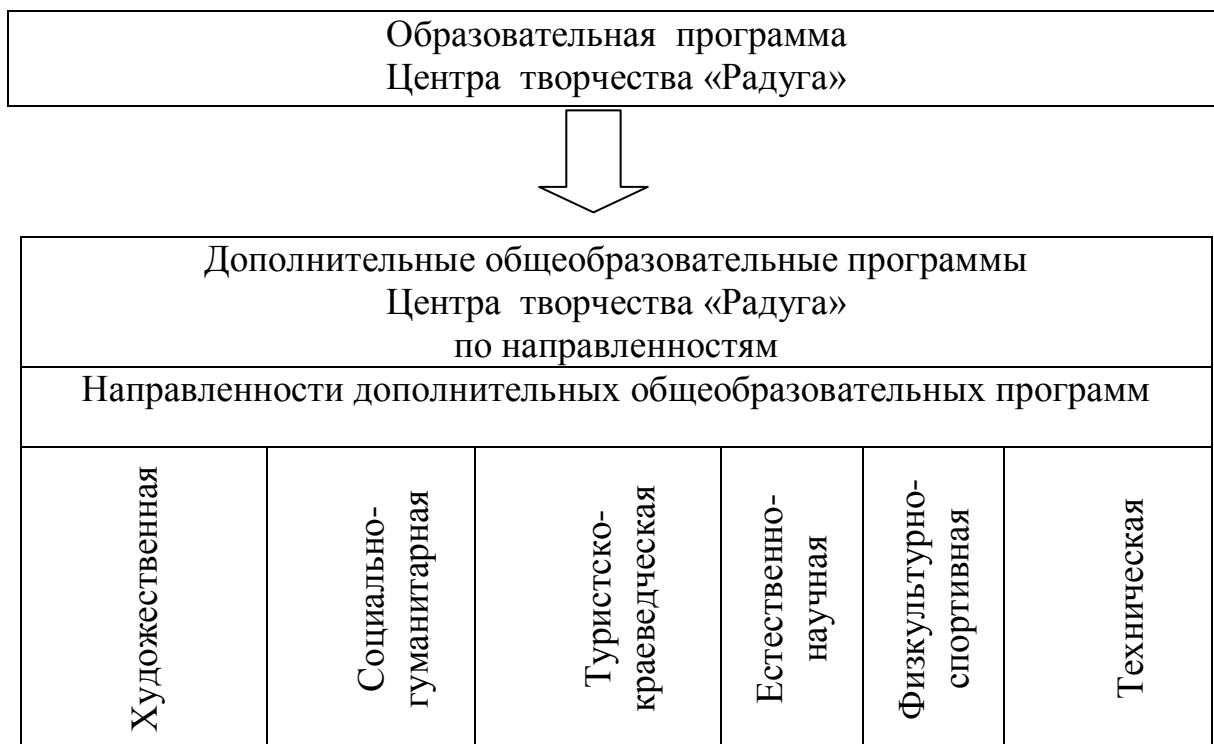 Образовательная программа
Центра творчества «Радуга»
Дополнительные общеобразовательные программы
Центра творчества «Радуга»
по направленностям
Направленности дополнительных общеобразовательных программ
Художественная
Социально-
гуманитарная
Туристско-
краеведческая
Естественно-
научная
Физкультурно-
спортивная
Техническая